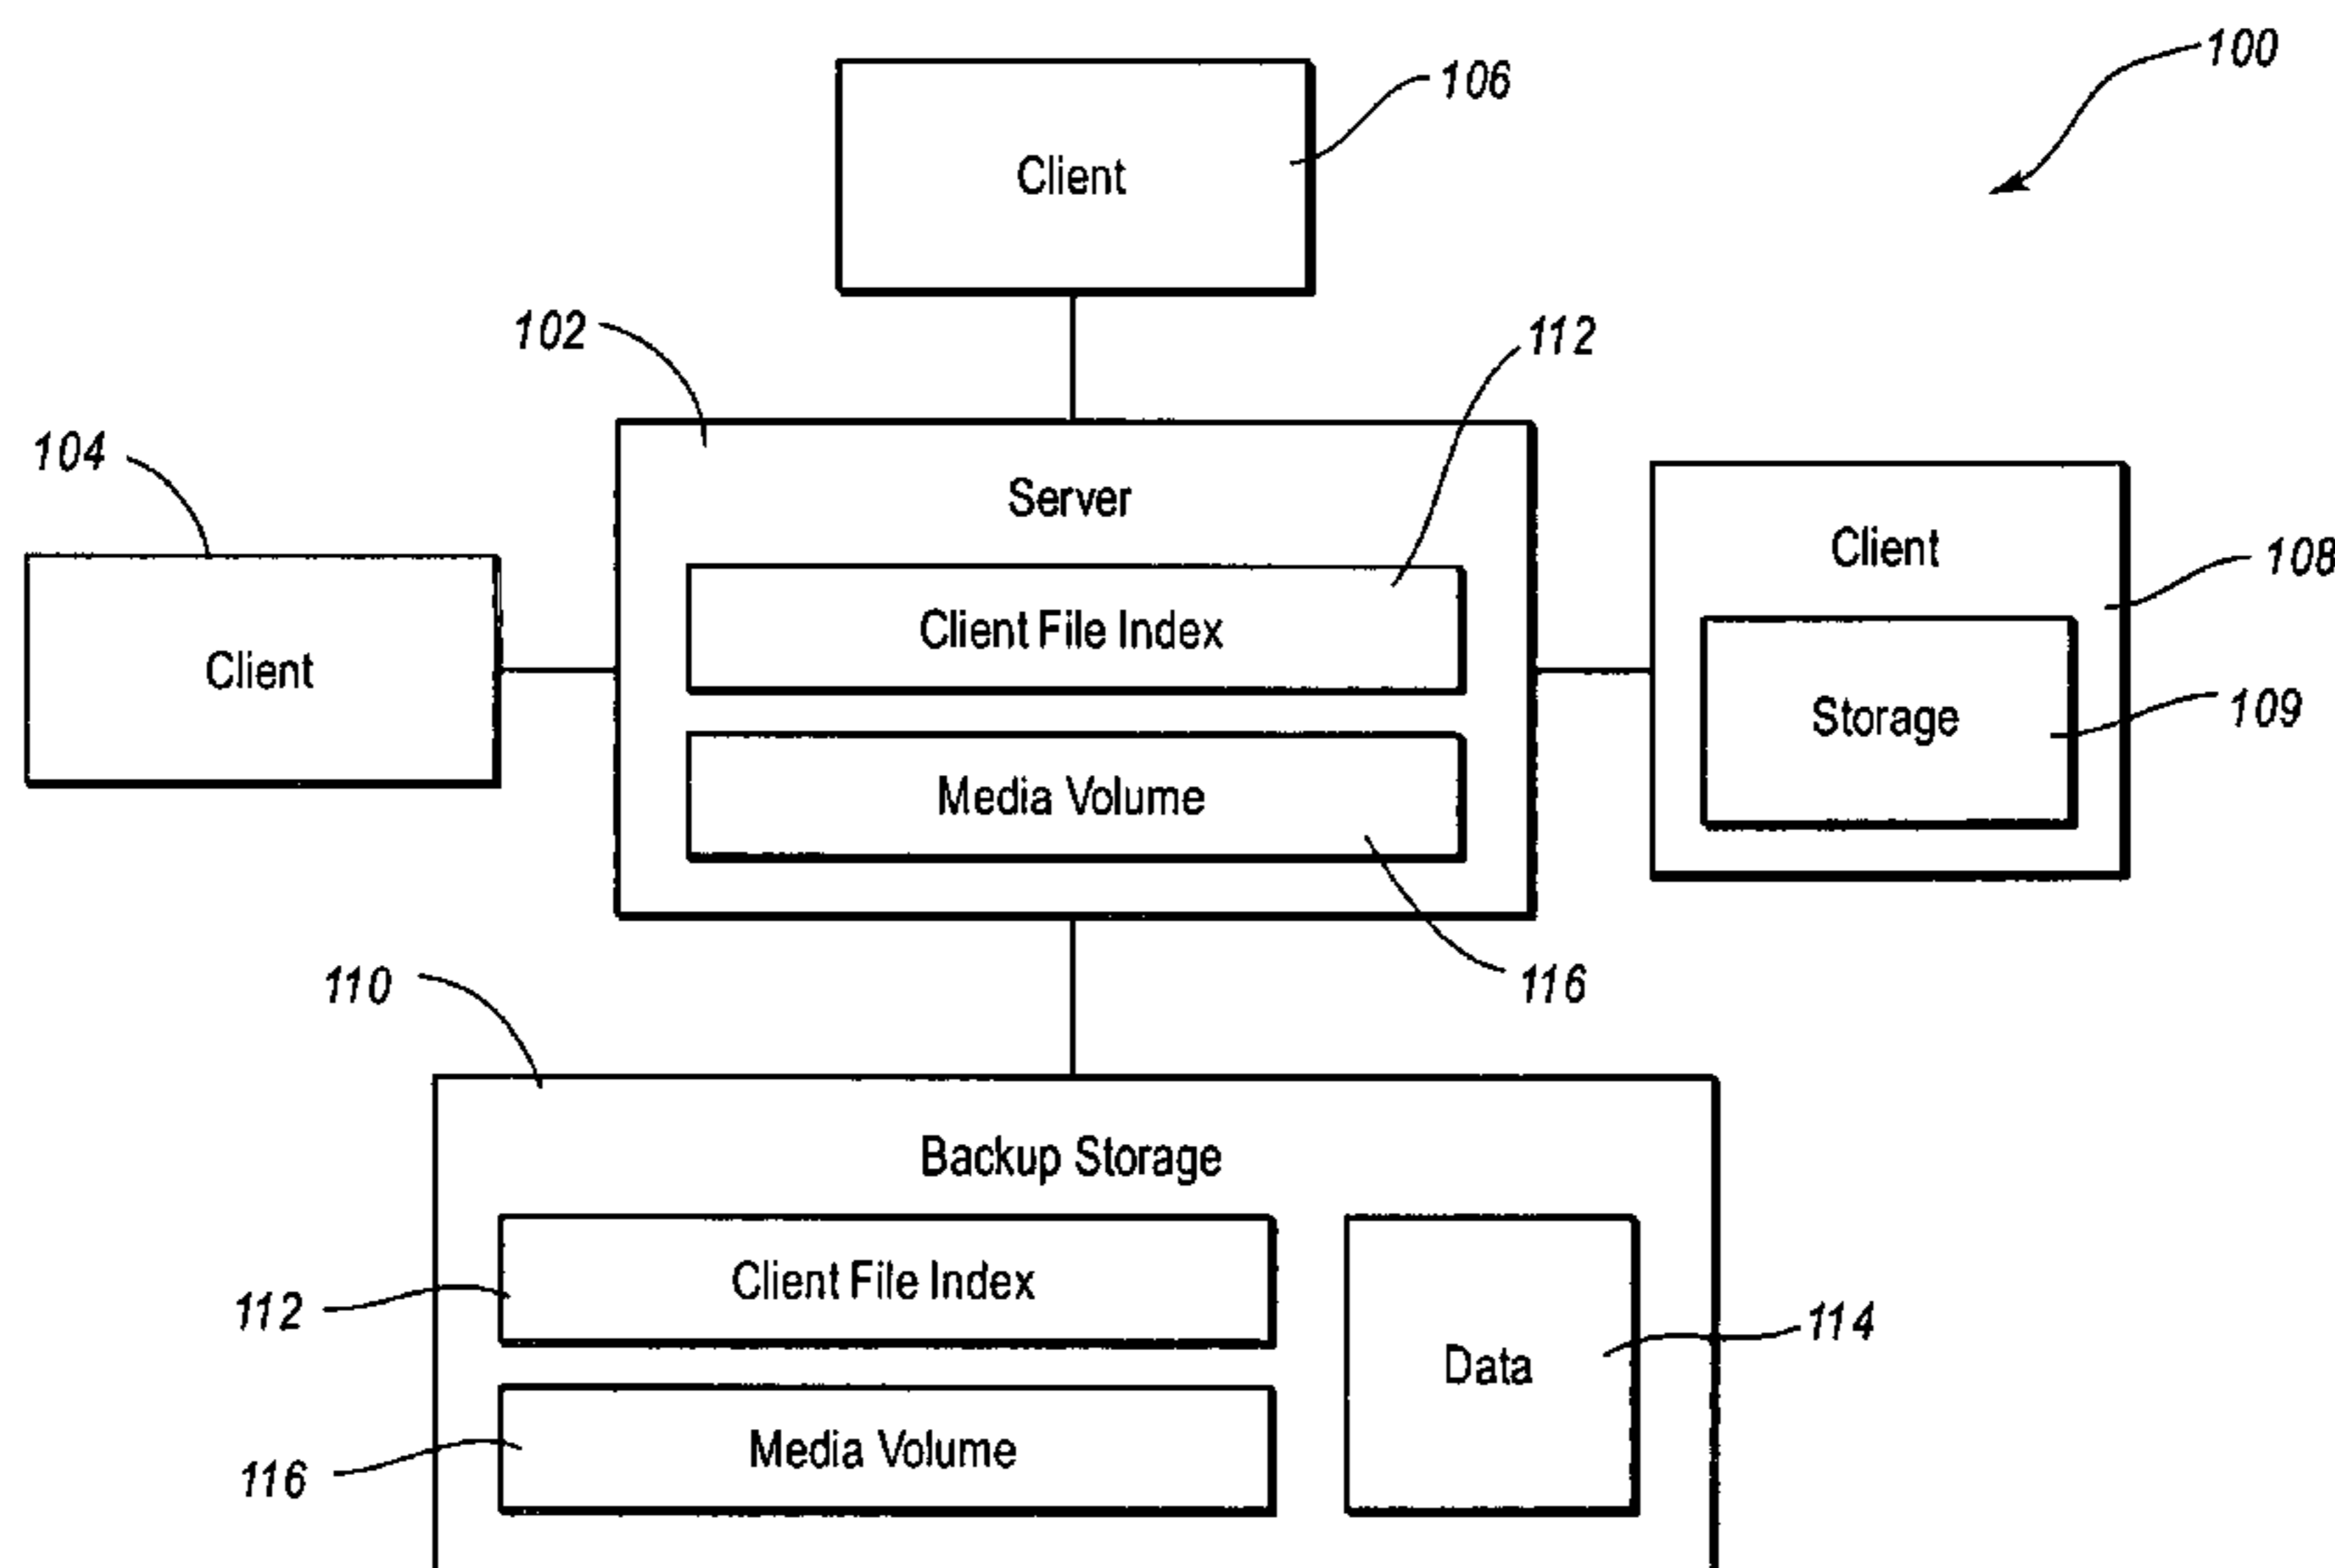 100
106
Client
102
112
104
Server
Client
108
Client File Index
Client
Storage
109
Media Volume
110
116
Backup Storage
Client File Index
112
114
Data
Media Volume
116